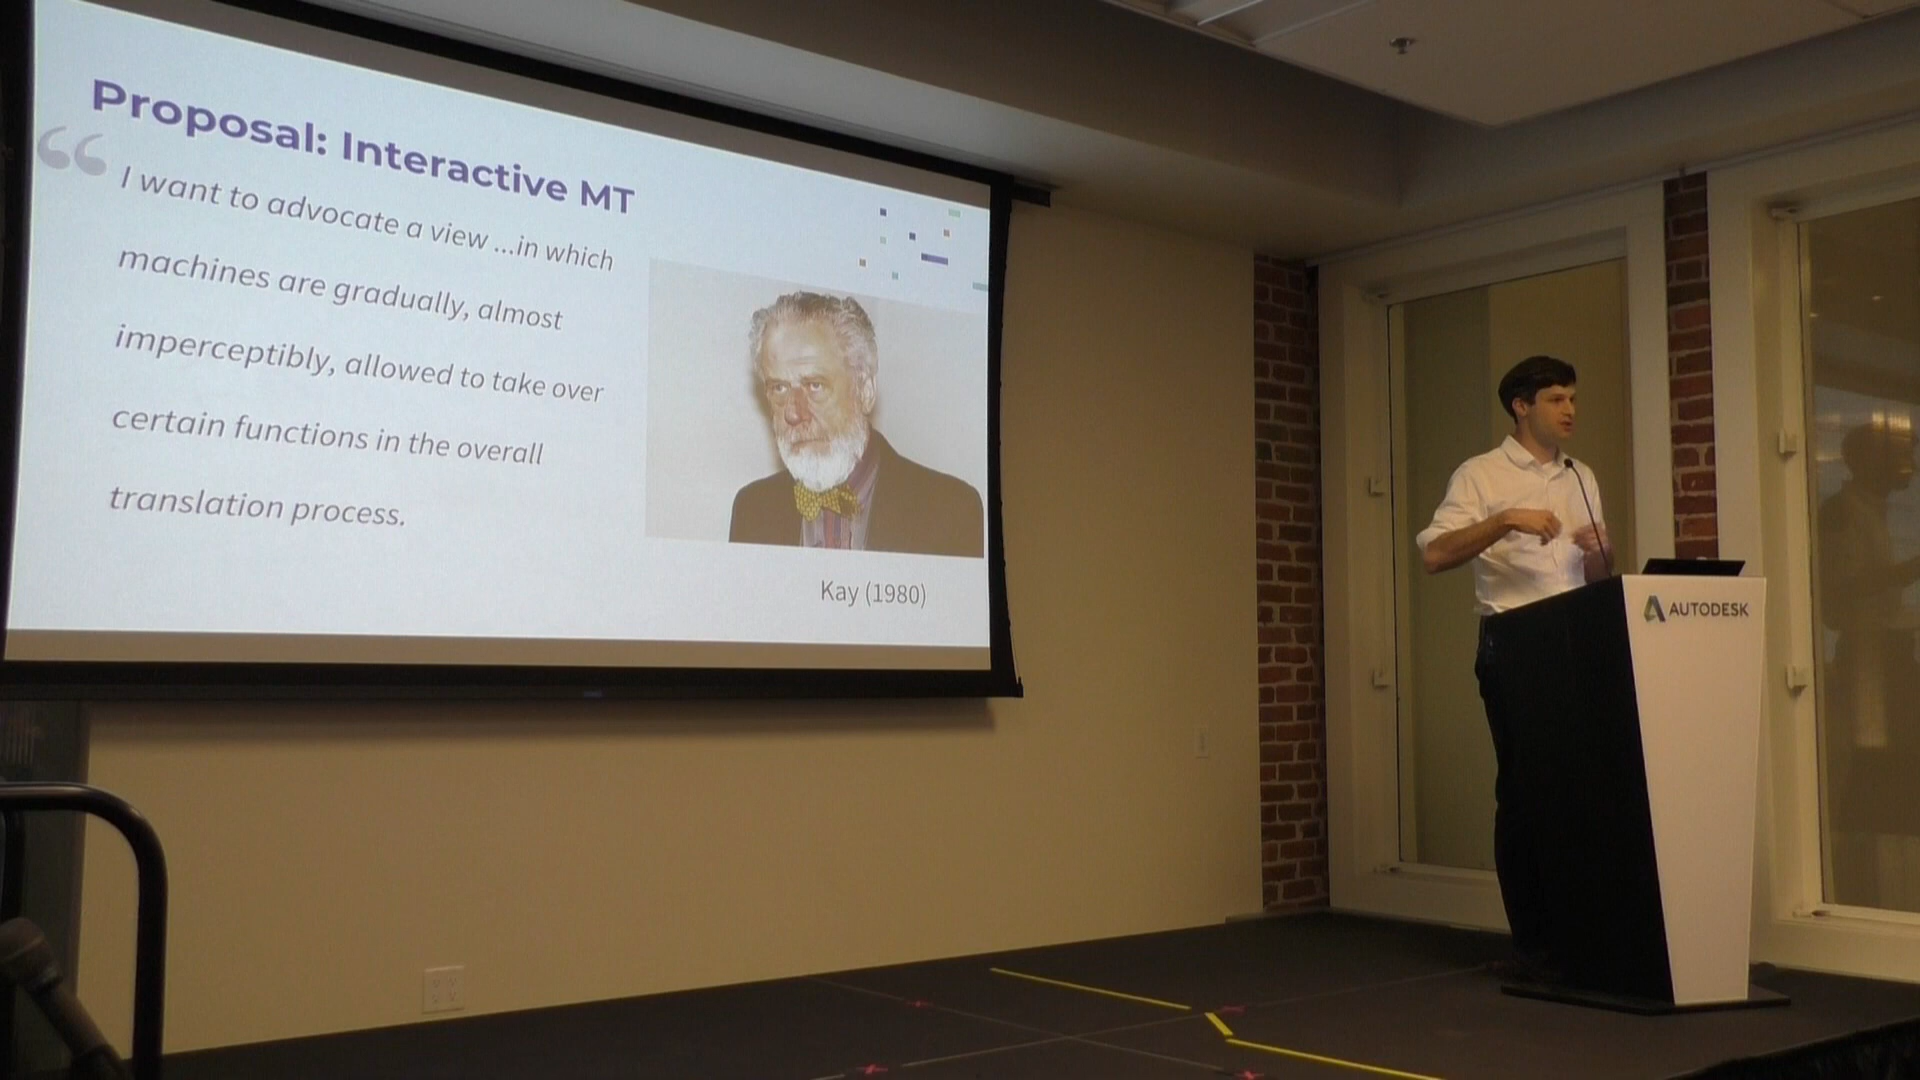 Proposal: Interactive MT
“ I want to advocate a view ...in which
machines are gradually, almost
imperceptibly, allowed to take over
certain functions in the overall
translation process.
Kay (1980)
AUTODESK